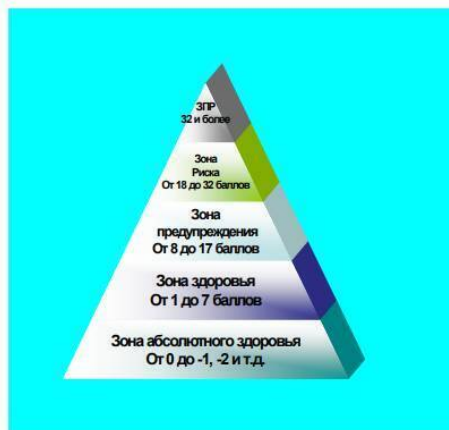 ЗПР
32 и более
Зона
Риска
От 18 до 32 баллов
Зона
предупреждения
От 8 до 17 баллов
Зона здоровья
От 1 до 7 баллов
Зона абсолютного здоровья
От 0 до -1, -2 и т.д.